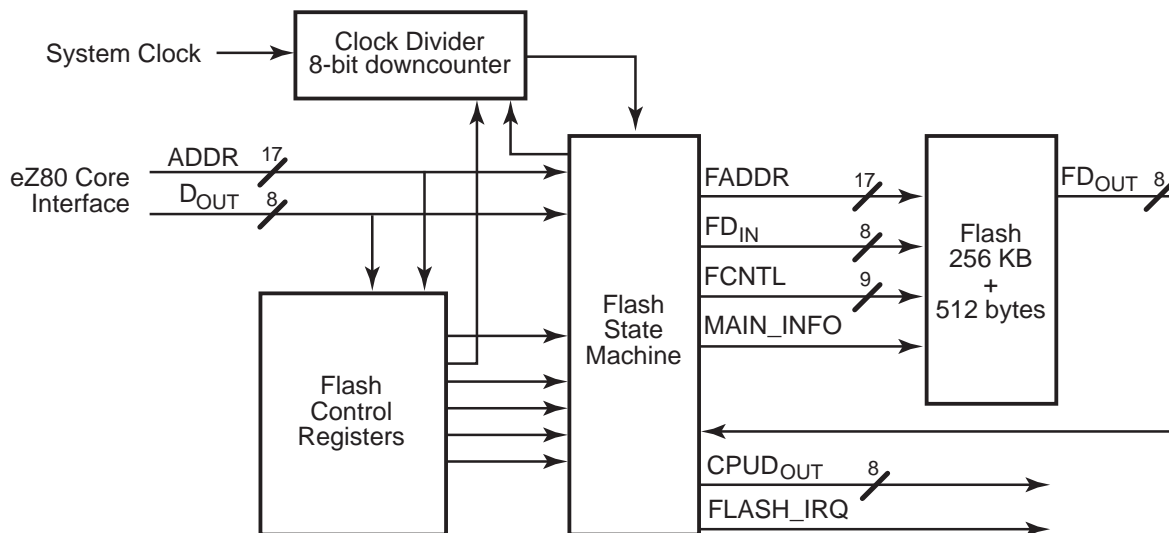 System Clock
Clock Divider
8-bit downcounter
eZ80 Core
Interface
ADDR
17
DOUT
8
Flash
Control
Registers
Flash
State
Machine
FADDR
17
FDIN
8
FCNTL
9
MAIN_INFO
Flash
256 KB
+
512 bytes
FDOUT
8
CPUDOUT
8
FLASH_IRQ